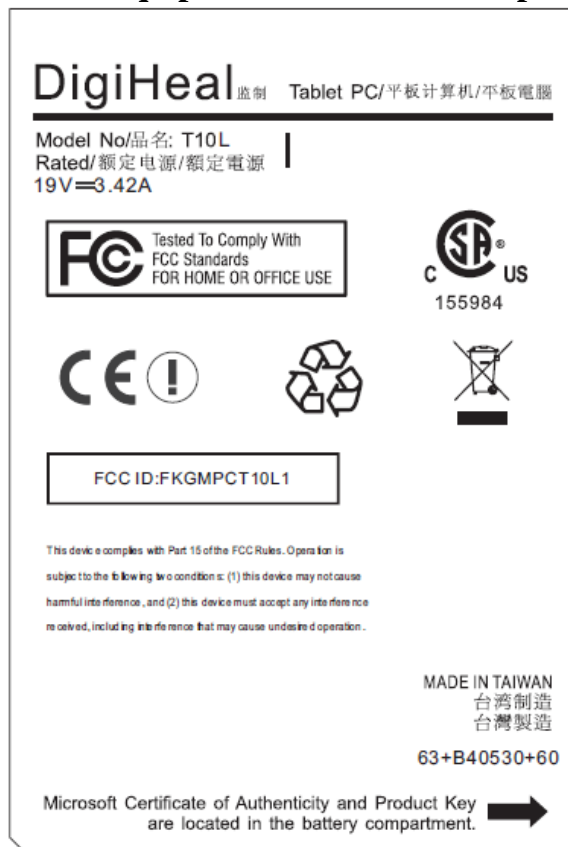 DigiHeal监制 Tablet PC/平板计算机/平板電腦
Model No/品名: T10L
Rated/额定电源/額定電源
19V⎓3.42A
FC Tested To Comply With
FCC Standards
FOR HOME OR OFFICE USE
C SA® US
155984
CE !
FCC ID:FKGMPCT10L1
This device complies with Part 15 of the FCC Rules. Operation is
subject to the following two conditions: (1) this device may not cause
harmful interference, and (2) this device must accept any interference
received, including interference that may cause undesired operation.
MADE IN TAIWAN
台湾制造
台灣製造
63+B40530+60
Microsoft Certificate of Authenticity and Product Key
are located in the battery compartment.